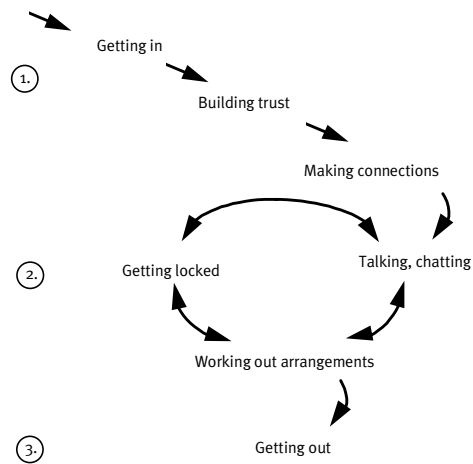 Getting in
1.
Building trust
Making connections
2.
Getting locked
Talking, chatting
Working out arrangements
3.
Getting out